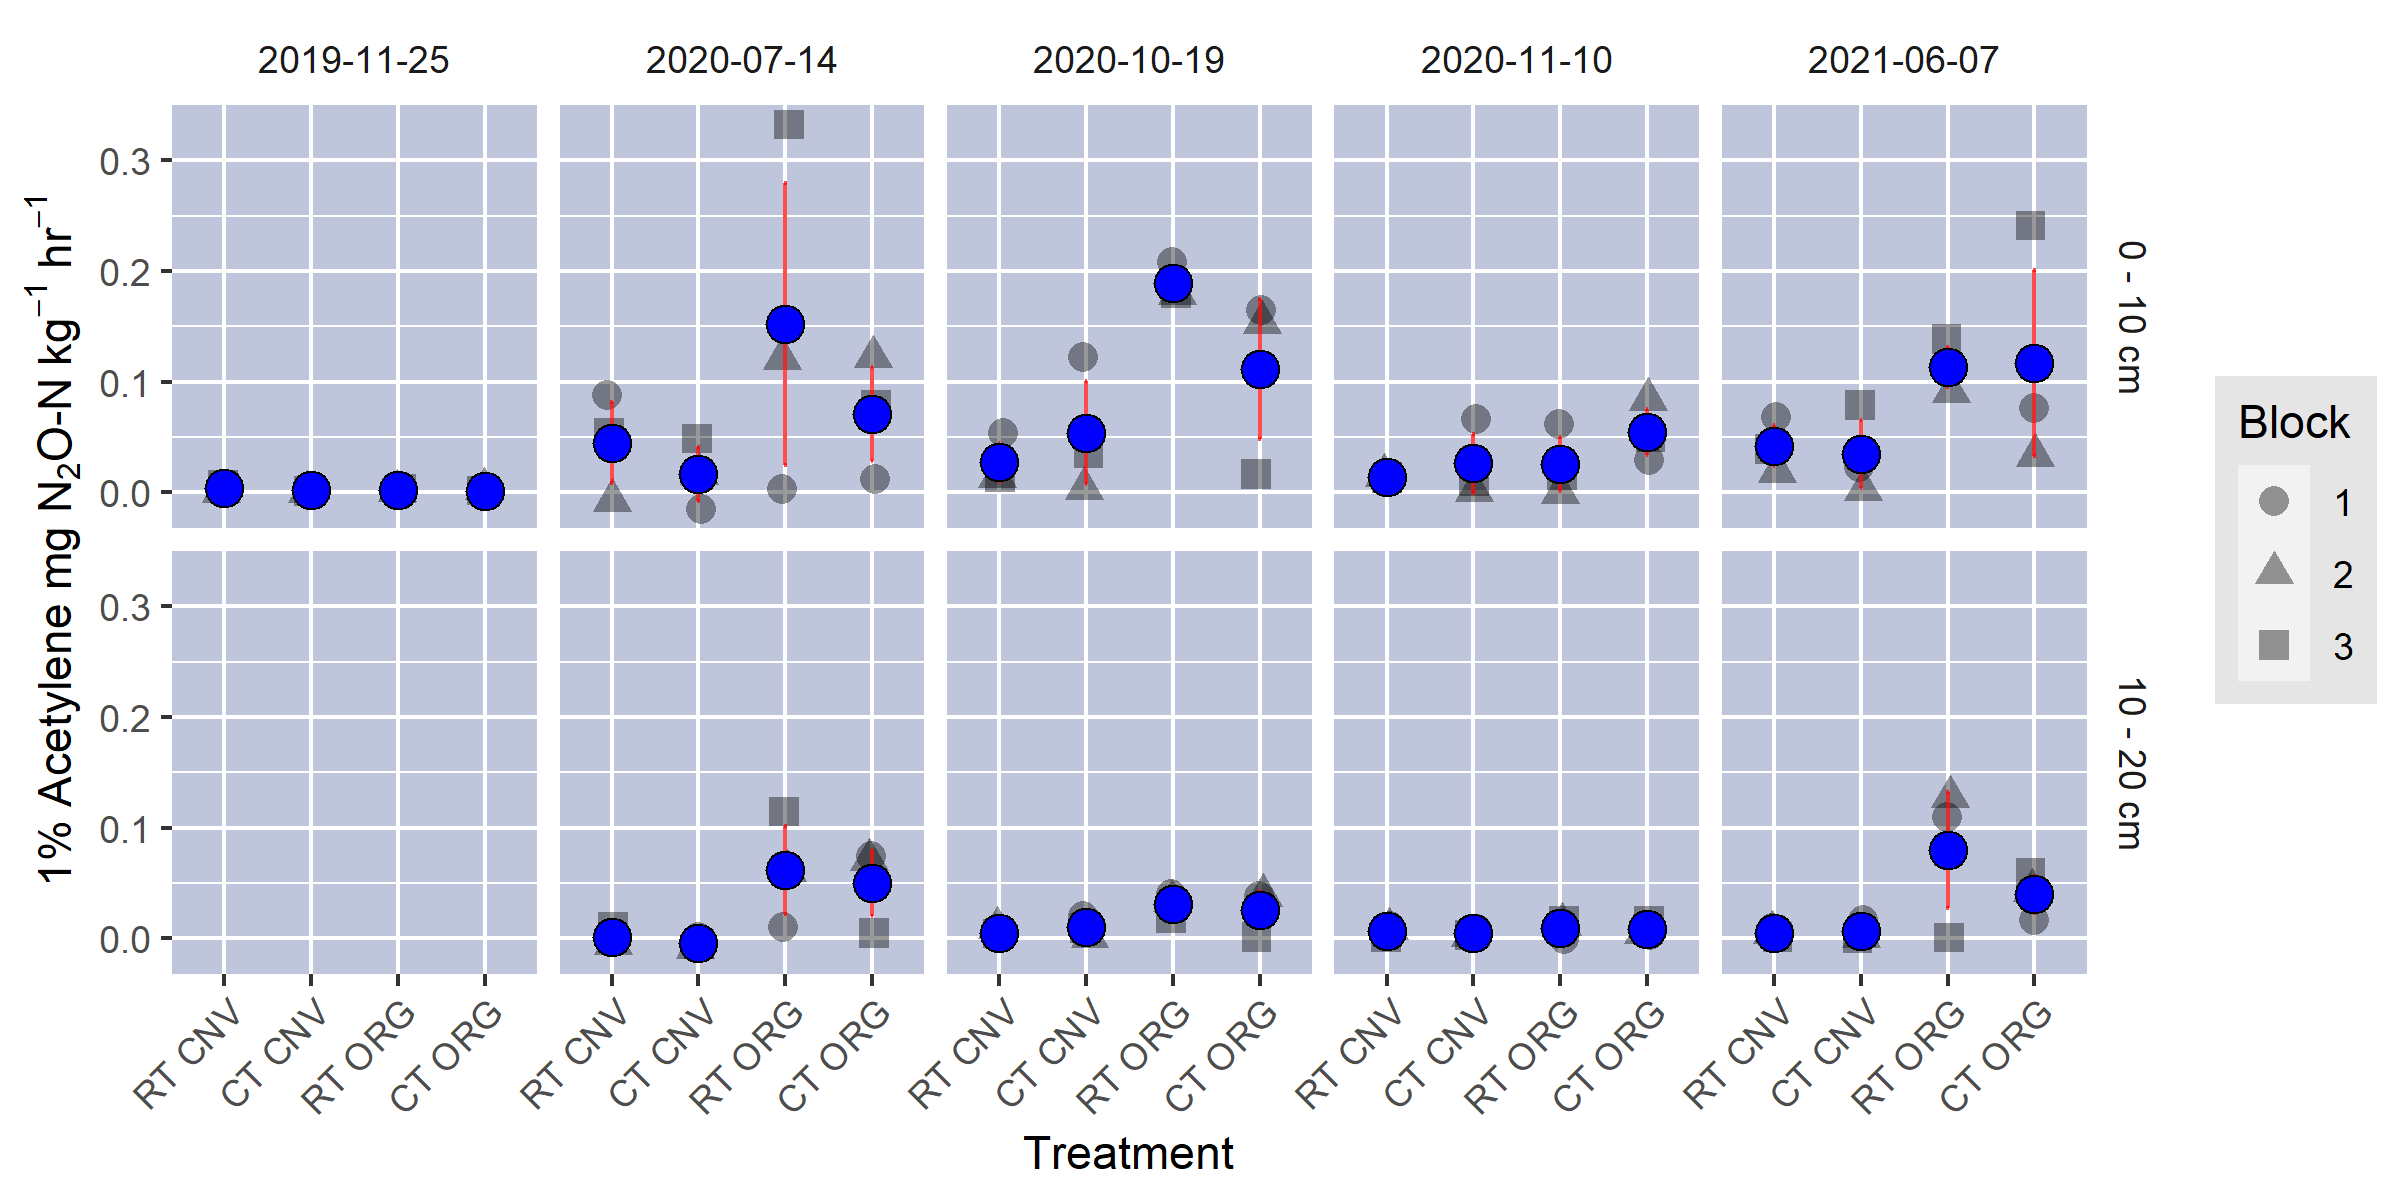 2019-11-25 2020-07-14 2020-10-19 2020-11-10 2021-06-07
1% Acetylene mg N₂O-N kg⁻¹ hr⁻¹
0.3
0.2
0.1
0.0
0 - 10 cm
0.3
0.2
0.1
0.0
10 - 20 cm
RT CNV CT CNV RT ORG CT ORG RT CNV CT CNV RT ORG CT ORG RT CNV CT CNV RT ORG CT ORG RT CNV CT CNV RT ORG CT ORG RT CNV CT CNV RT ORG CT ORG
Treatment
Block
1
2
3